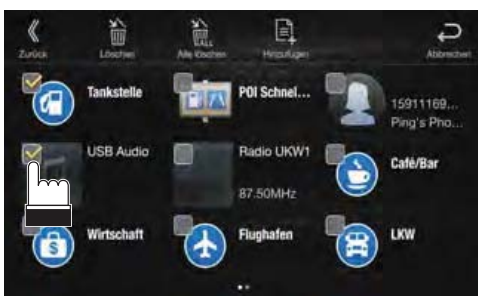 Zurück
Löschen
ALL
Alle löschen
Hinzufügen
Abbrechen
Tankstelle
POI Schnel...
15911169...
Ping's Pho...
USB Audio
Radio UKW1
87.50MHz
Café/Bar
Wirtschaft
Flughafen
LKW